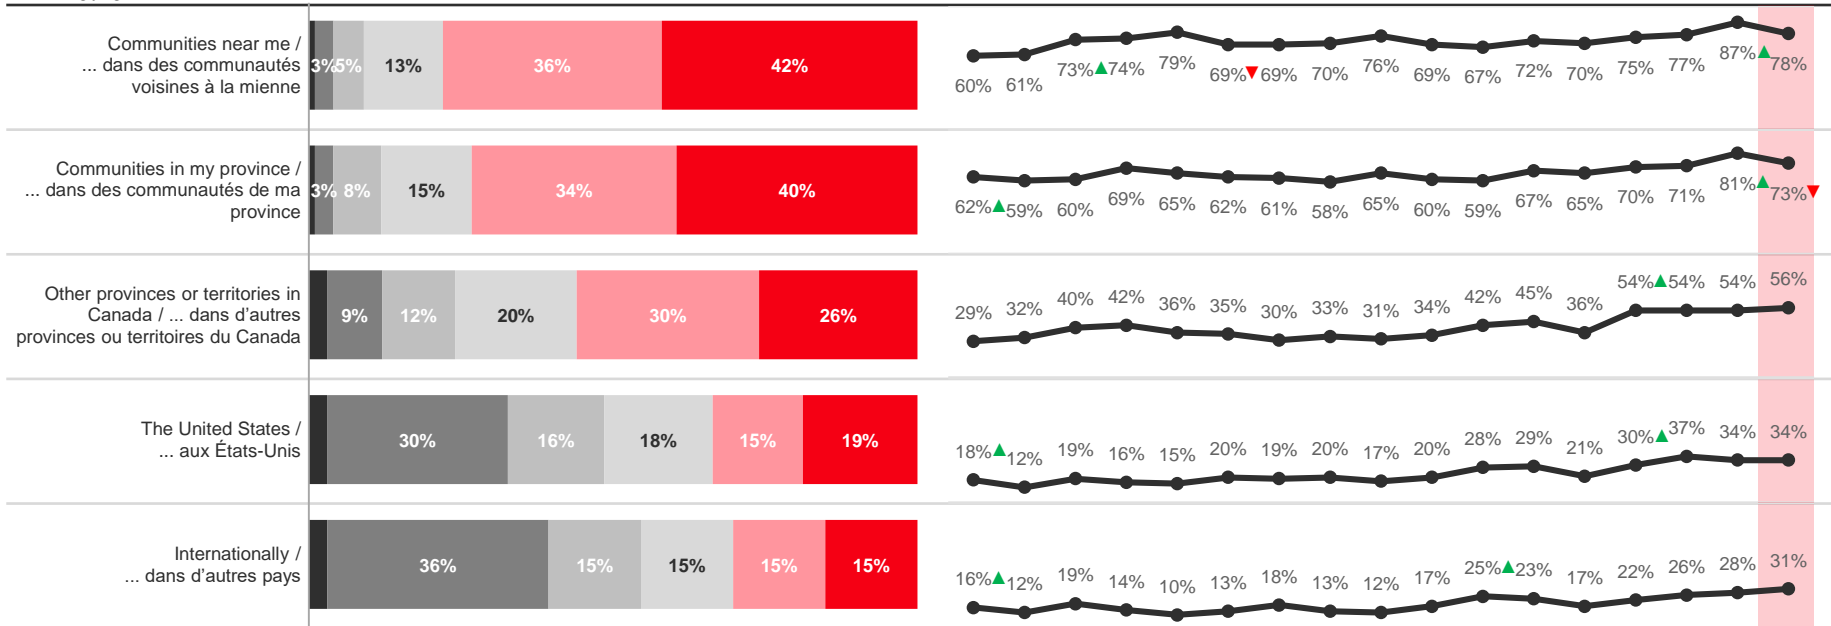 Communities near me /
... dans des communautés
voisines à la mienne
3% 5% 13% 36% 42%
60% 61% 73% 74% 79% 69% 69% 70% 76% 69% 67% 72% 70% 75% 77% 87% 78%
Communities in my province /
... dans des communautés de ma
province
3% 8% 15% 34% 40%
62% 59% 60% 69% 65% 62% 61% 58% 65% 60% 59% 67% 65% 70% 71% 81% 73%
Other provinces or territories in
Canada / ... dans d'autres
provinces ou territoires du Canada
9% 12% 20% 30% 26%
29% 32% 40% 42% 36% 35% 30% 33% 31% 34% 42% 45% 36% 54% 54% 54% 56%
The United States /
... aux États-Unis
30% 16% 18% 15% 19%
18% 12% 19% 16% 15% 20% 19% 20% 17% 20% 28% 29% 21% 30% 37% 34% 34%
Internationally /
... dans d'autres pays
36% 15% 15% 15% 15%
16% 12% 19% 14% 10% 13% 18% 13% 12% 17% 25% 23% 17% 22% 26% 28% 31%